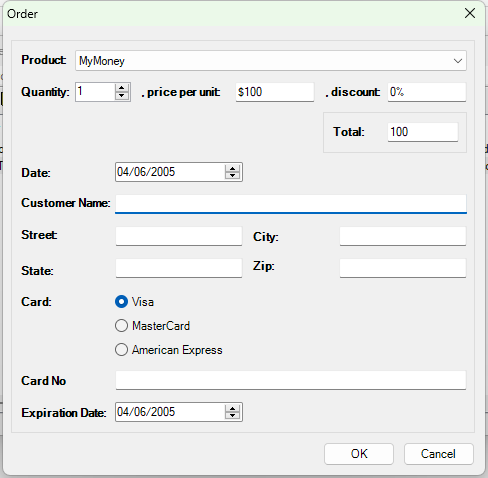 Order
Product: MyMoney
Quantity: 1 , price per unit: $100 , discount: 0%
Total: 100
Date: 04/06/2005
Customer Name:
Street: City:
State: Zip:
Card: Visa
MasterCard
American Express
Card No
Expiration Date: 04/06/2005
OK Cancel